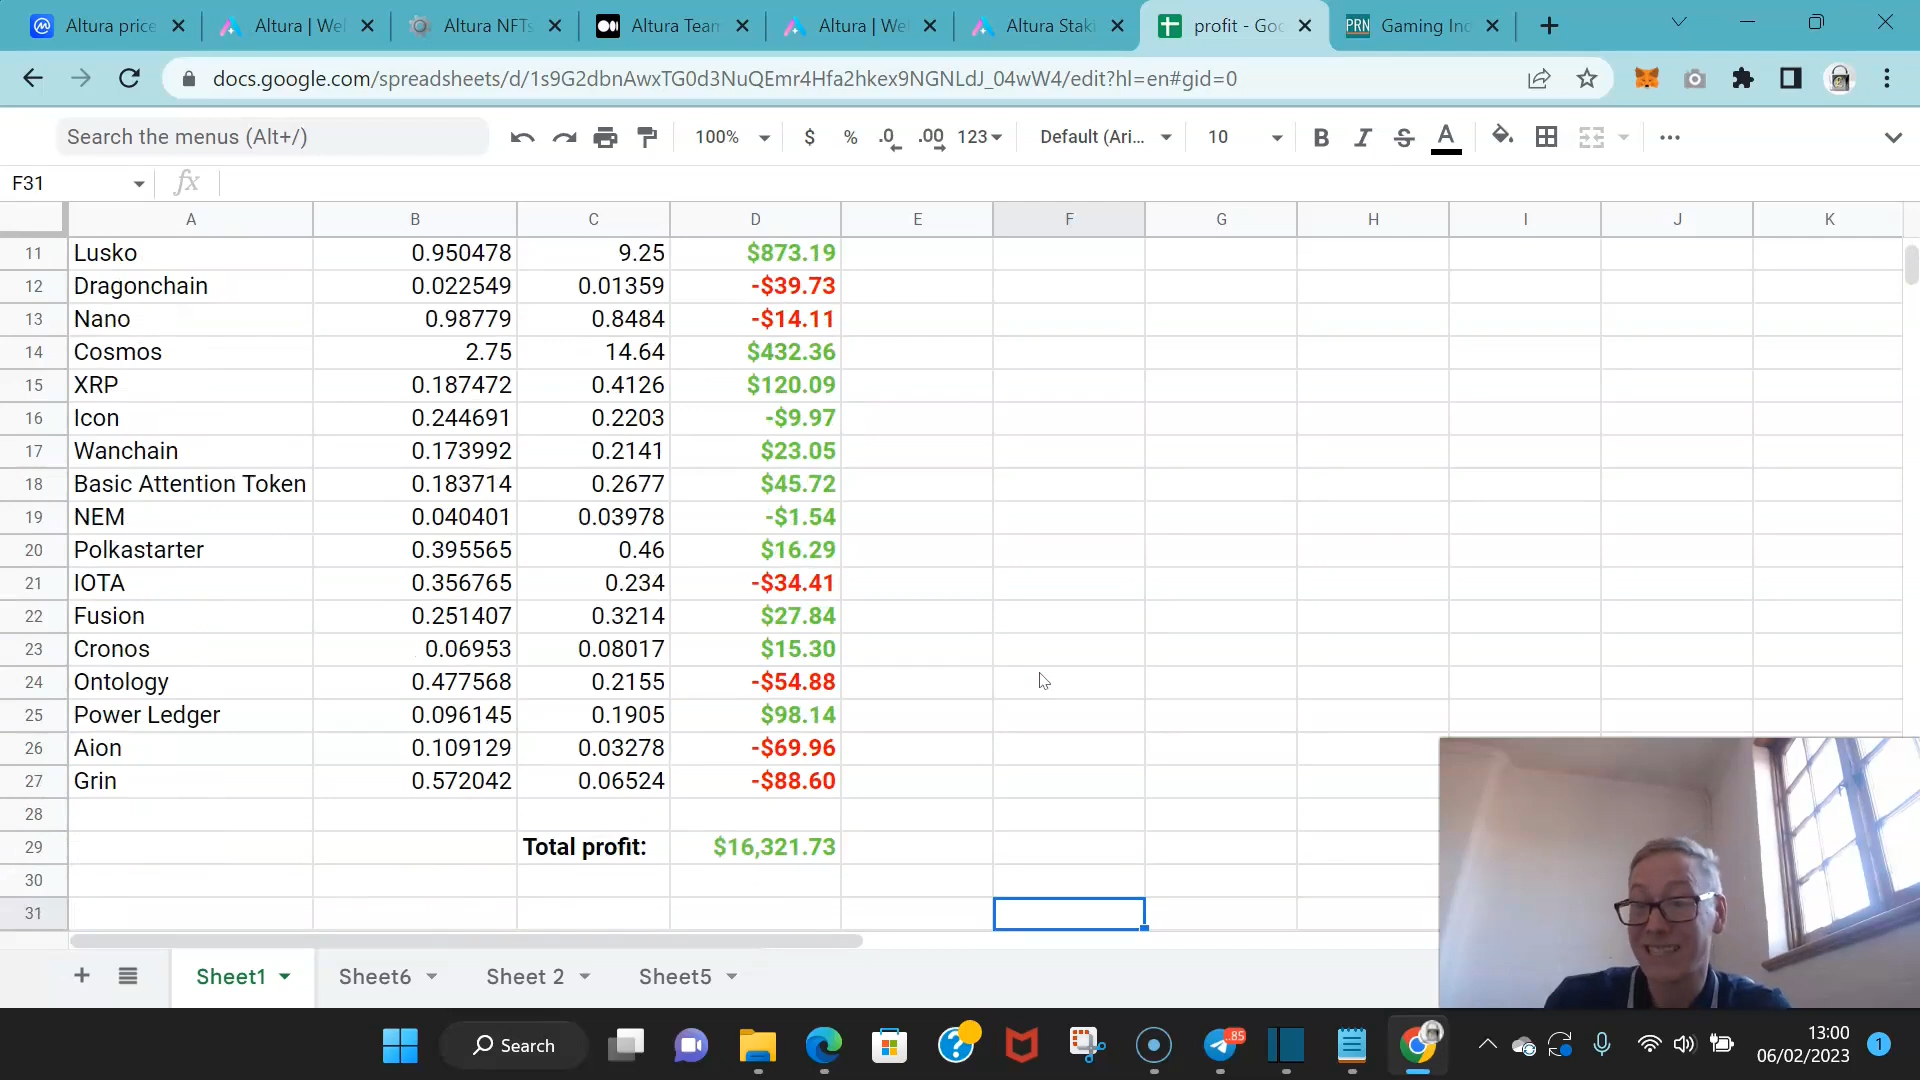 Altura price
Altura | Wel
Altura NFTs
Altura Team
Altura | Wel
Altura Staki
profit - Goo
PRN Gaming Ind
docs.google.com/spreadsheets/d/1s9G2dbnAwxTG0d3NuQEmr4Hfa2hkex9NGNLdJ_04wW4/edit?hl=en#gid=0
Search the menus (Alt+/) 100% $ % .0 .00 123 Default (Ari... 10 B I S A
F31 fx
A B C D E F G H I J K
11 Lusko 0.950478 9.25 $873.19
12 Dragonchain 0.022549 0.01359 -$39.73
13 Nano 0.98779 0.8484 -$14.11
14 Cosmos 2.75 14.64 $432.36
15 XRP 0.187472 0.4126 $120.09
16 Icon 0.244691 0.2203 -$9.97
17 Wanchain 0.173992 0.2141 $23.05
18 Basic Attention Token 0.183714 0.2677 $45.72
19 NEM 0.040401 0.03978 -$1.54
20 Polkastarter 0.395565 0.46 $16.29
21 IOTA 0.356765 0.234 -$34.41
22 Fusion 0.251407 0.3214 $27.84
23 Cronos 0.06953 0.08017 $15.30
24 Ontology 0.477568 0.2155 -$54.88
25 Power Ledger 0.096145 0.1905 $98.14
26 Aion 0.109129 0.03278 -$69.96
27 Grin 0.572042 0.06524 -$88.60
28
29 Total profit: $16,321.73
30
31
Sheet1 Sheet6 Sheet 2 Sheet5
Search
85
13:00
06/02/2023
1